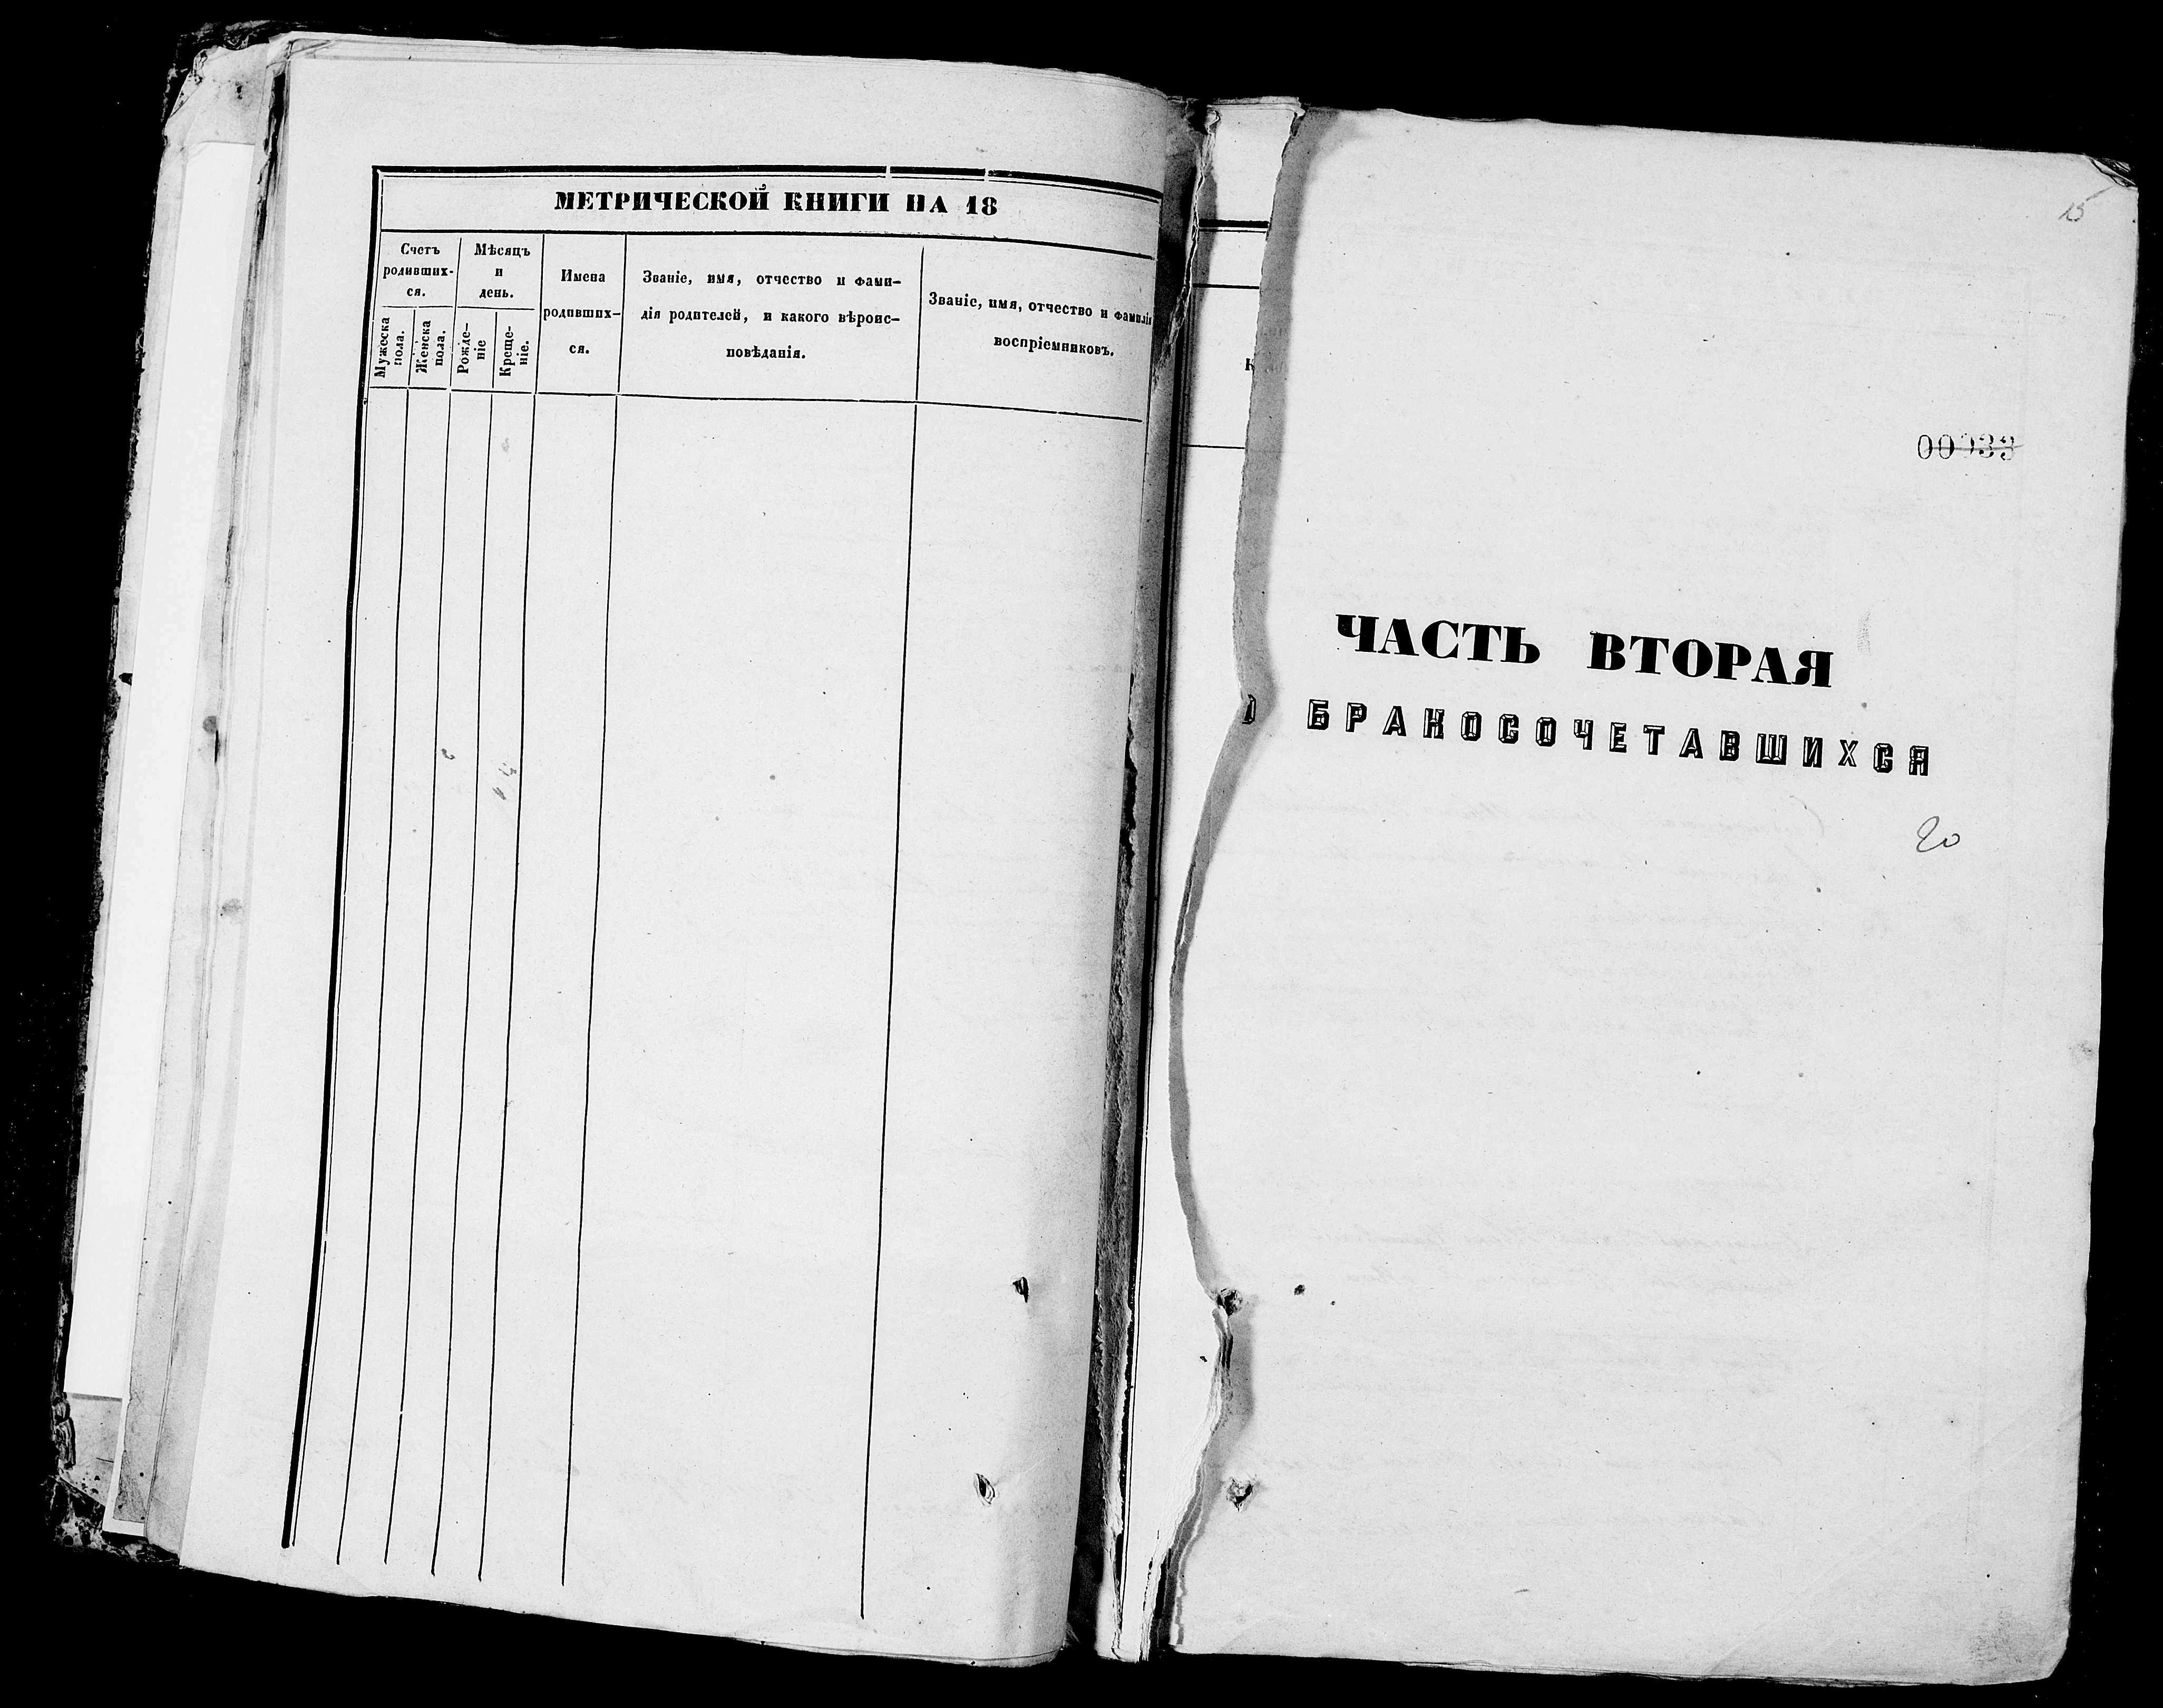 МЕТРИЧЕСКОЙ КНИГИ НА 18
Счетъ
родивших-
ся.
Мужеска
пола.
Женска
пола.
Мѣсяцъ
и
день.
Рожде-
ніе
Креще-
ніе.
Имена
родивших-
ся.
Званіе, имя, отчество и фами-
лія родителей, и какого вѣроис-
повѣданія.
Званіе, имя, отчество и фамилія
воспріемниковъ.
К
15
00033
ЧАСТЬ ВТОРАЯ
О БРАКОСОЧЕТАВШИХСЯ
20